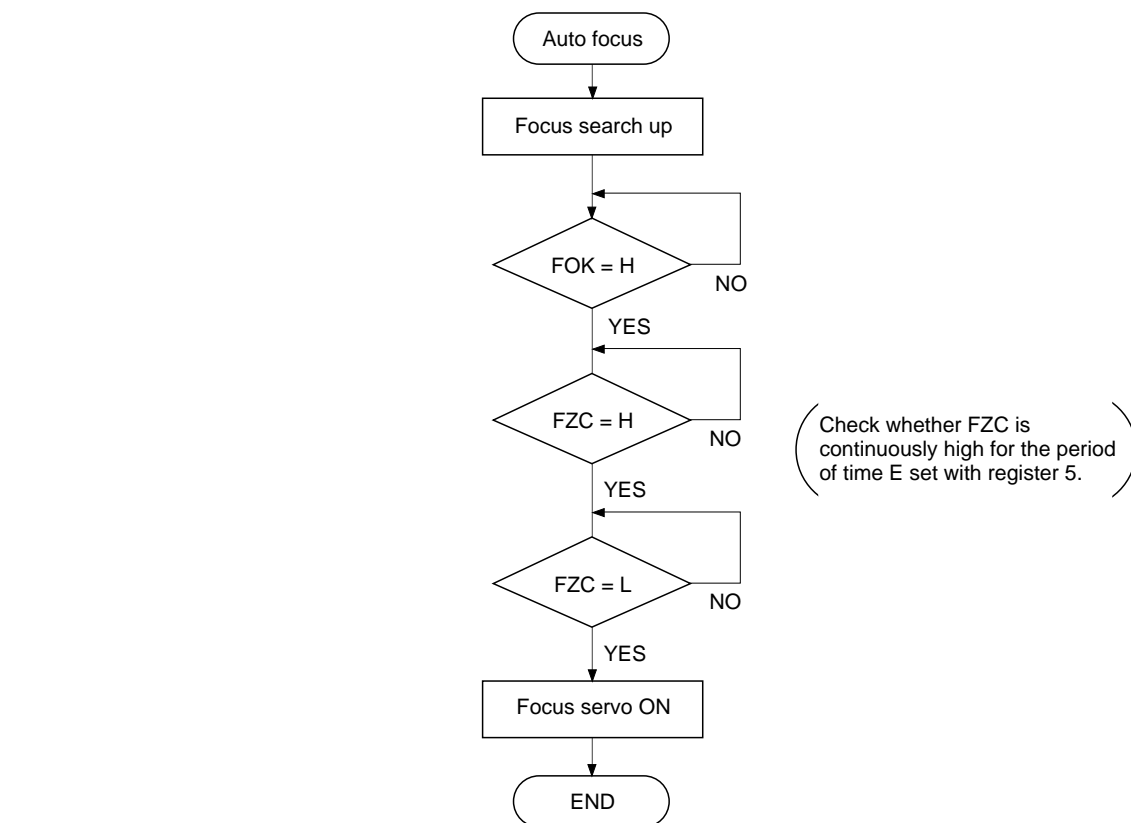 Auto focus
Focus search up
FOK = H
NO
YES
FZC = H
NO
Check whether FZC is
continuously high for the period
of time E set with register 5.
YES
FZC = L
NO
YES
Focus servo ON
END